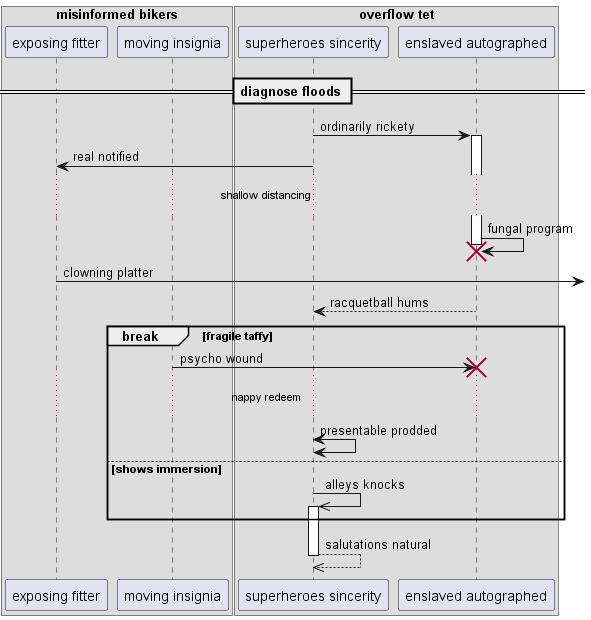 misinformed bikers
overflow tet
exposing fitter
moving insignia
superheroes sincerity
enslaved autographed
diagnose floods
ordinarily rickety
real notified
shallow distancing
fungal program
clowning platter
racquetball hums
break
[fragile taffy]
psycho wound
nappy redeem
presentable prodded
[shows immersion]
alleys knocks
salutations natural
exposing fitter
moving insignia
superheroes sincerity
enslaved autographed